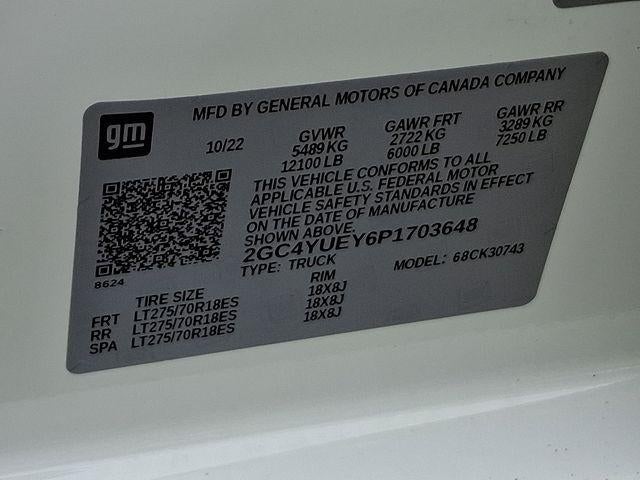 MFD BY GENERAL MOTORS OF CANADA COMPANY
gm
10/22 GVWR GAWR FRT GAWR RR
5489 KG 2722 KG 3289 KG
12100 LB 6000 LB 7250 LB
THIS VEHICLE CONFORMS TO ALL
APPLICABLE U.S. FEDERAL MOTOR
VEHICLE SAFETY STANDARDS IN EFFECT
ON THE DATE OF MANUFACTURE
SHOWN ABOVE.
2GC4YUEY6P1703648
TYPE: TRUCK MODEL: 68CK30743
8624
TIRE SIZE RIM
FRT LT275/70R18ES 18X8J
RR LT275/70R18ES 18X8J
SPA LT275/70R18ES 18X8J